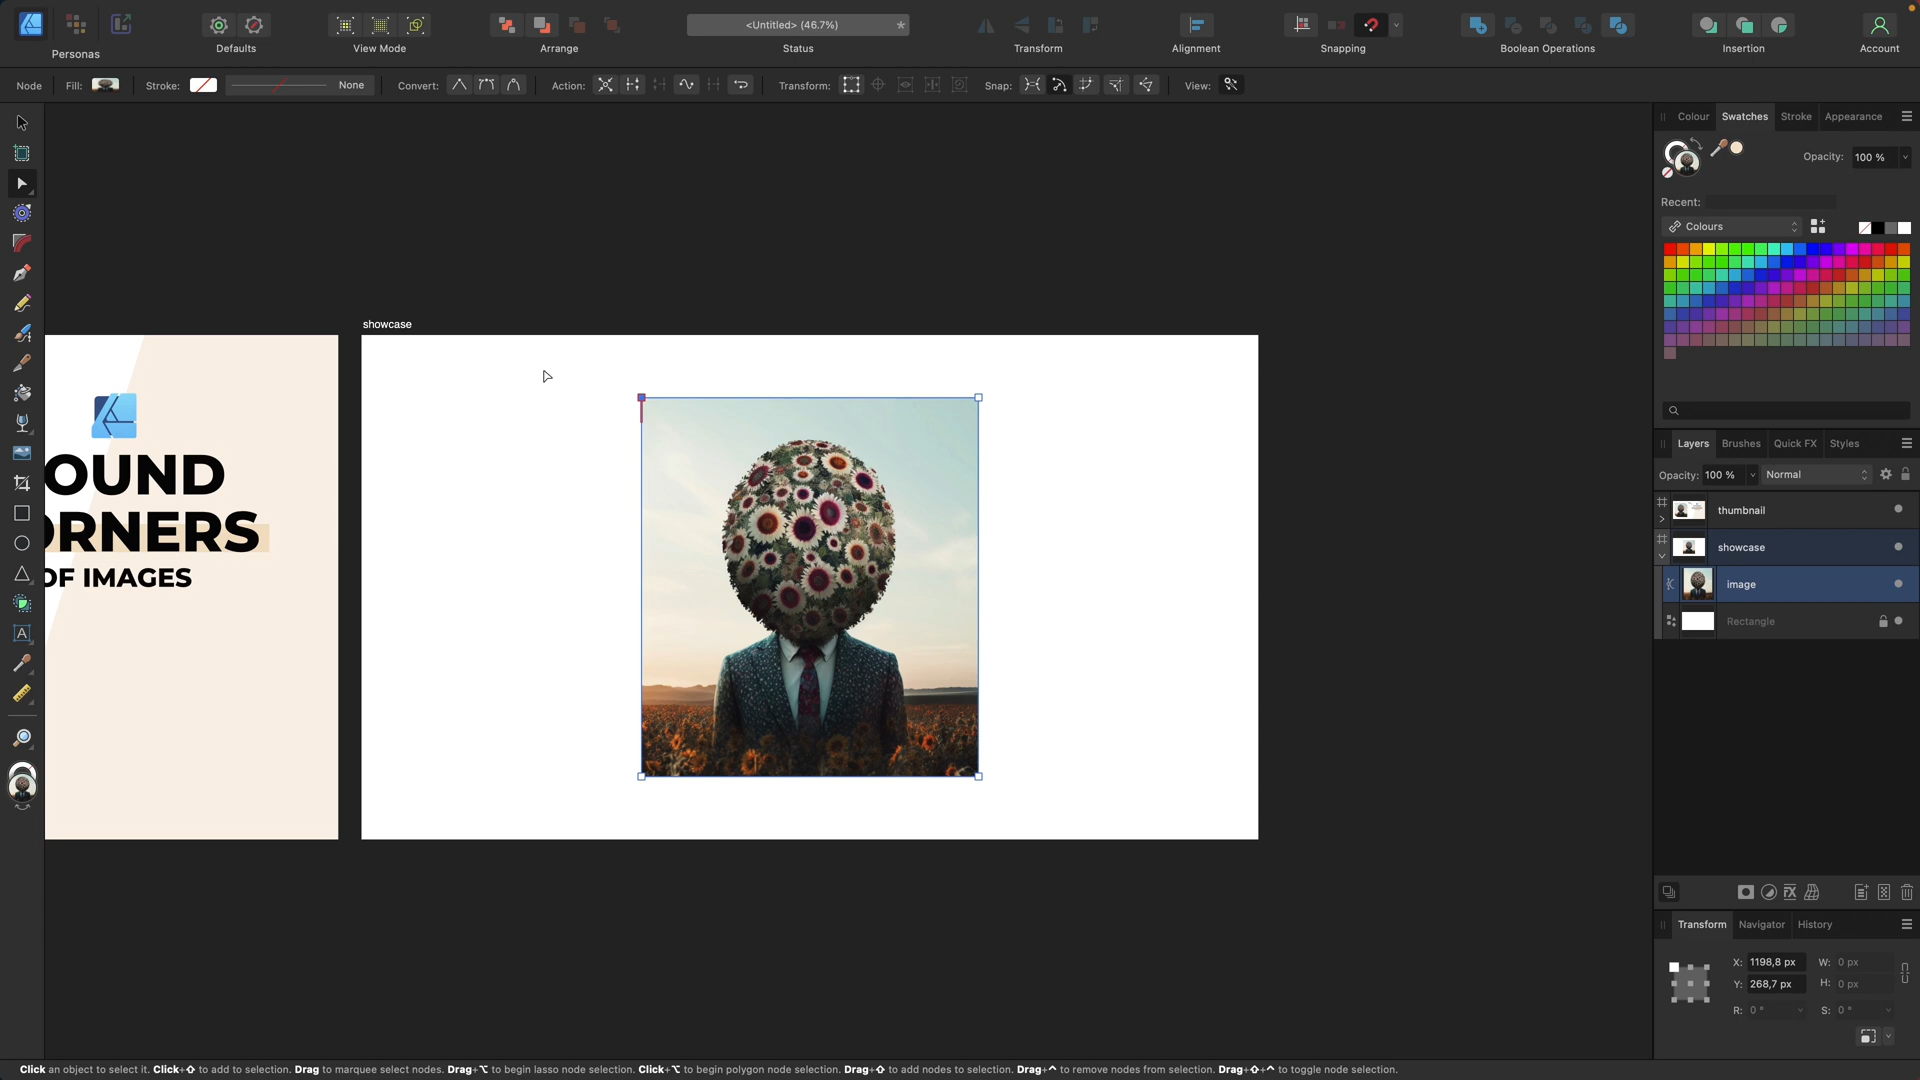 <Untitled> (46.7%)
*
Personas
Defaults
View Mode
Arrange
Status
Transform
Alignment
Snapping
Boolean Operations
Insertion
Account
Node
Fill:
Stroke:
None
Convert:
Action:
Transform:
Snap:
View:
Colour
Swatches
Stroke
Appearance
Opacity:
100 %
Recent:
Colours
showcase
OUND
ORNERS
OF IMAGES
Layers
Brushes
Quick FX
Styles
Opacity:
100 %
Normal
thumbnail
showcase
image
Rectangle
Transform
Navigator
History
X: 1198,8 px W: 0 px
Y: 268,7 px H: 0 px
R: 0 ° S: 0 °
Click an object to select it. Click+⇧ to add to selection. Drag to marquee select nodes. Drag+⌥ to begin lasso node selection. Click+⌥ to begin polygon node selection. Drag+⇧ to add nodes to selection. Drag+^ to remove nodes from selection. Drag+⇧+^ to toggle node selection.